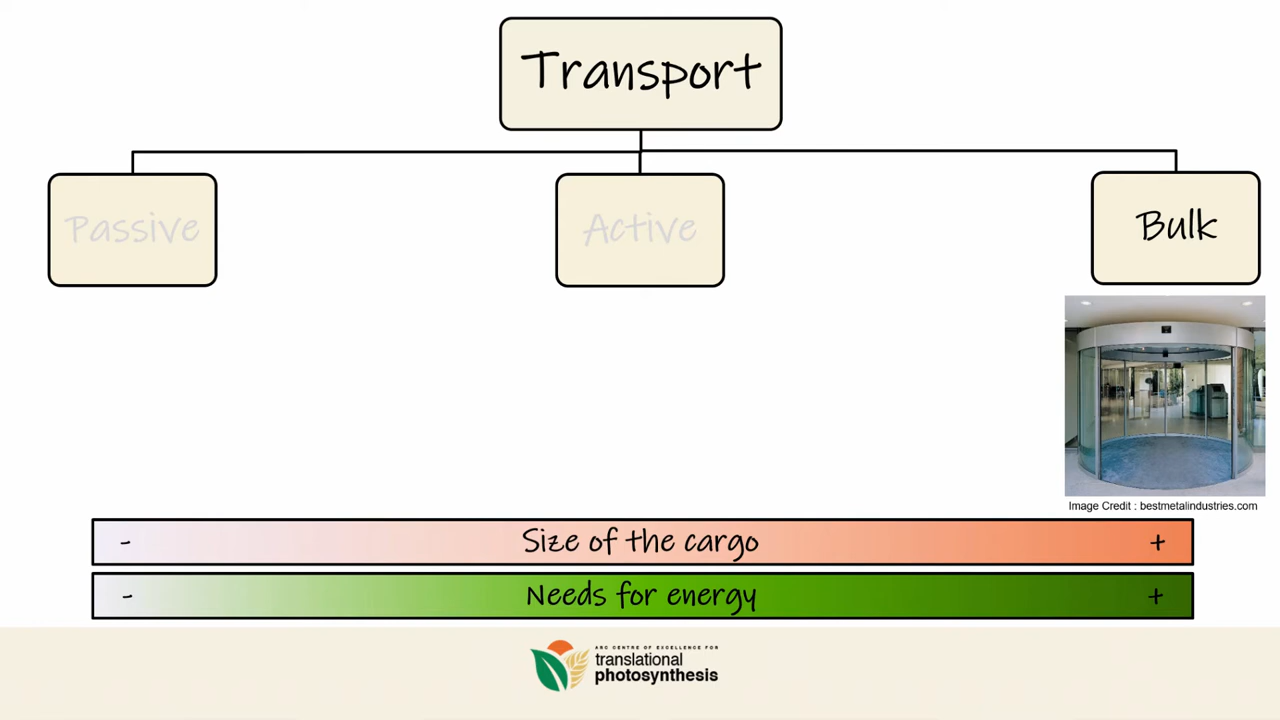 Transport
Passive
Active
Bulk
Image Credit : bestmetalindustries.com
- Size of the cargo +
- Needs for energy +
ARC CENTRE OF EXCELLENCE FOR
translational
photosynthesis